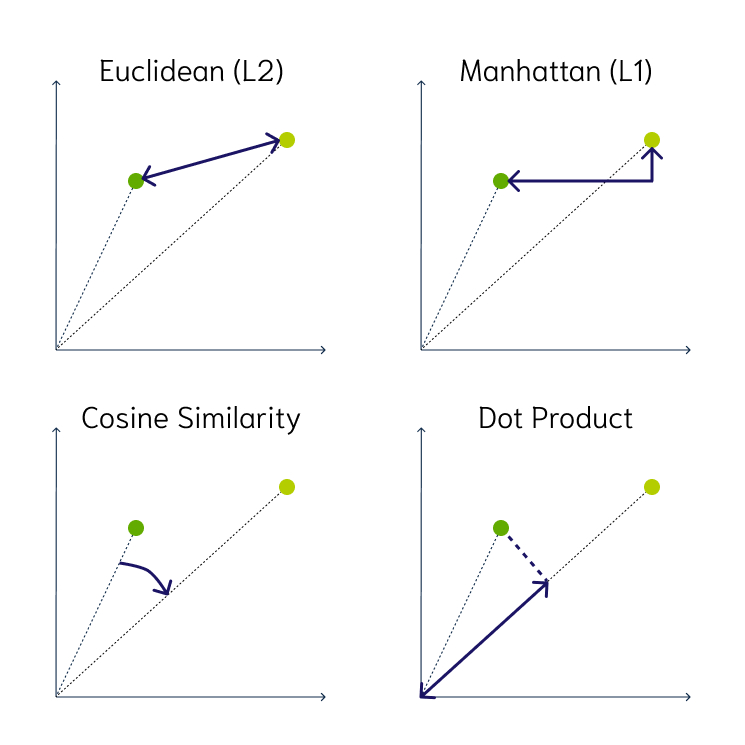 Euclidean (L2)
Manhattan (L1)
Cosine Similarity
Dot Product